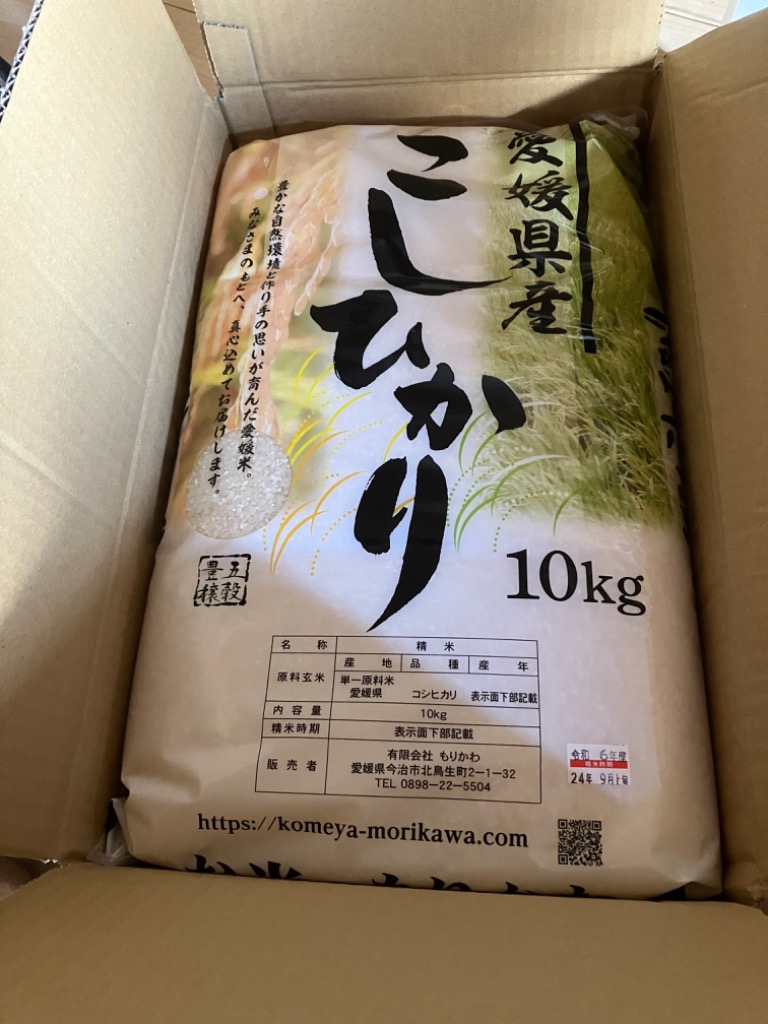 愛媛県産
こしひかり
豊かな自然環境と作り手の思いが育んだ愛媛米。
みなさまのもとへ、真心込めてお届けします。
五穀
豊穣
10kg
名 称 精 米
原料玄米 産 地 品 種 産 年
単一原料米
愛媛県 コシヒカリ 表示面下部記載
内 容 量 10kg
精米時期 表示面下部記載
販 売 者 有限会社 もりかわ
愛媛県今治市北鳥生町2−1−32
TEL 0898−22−5504
令和 6年産
精米時期
24年 9月上旬
https://komeya-morikawa.com